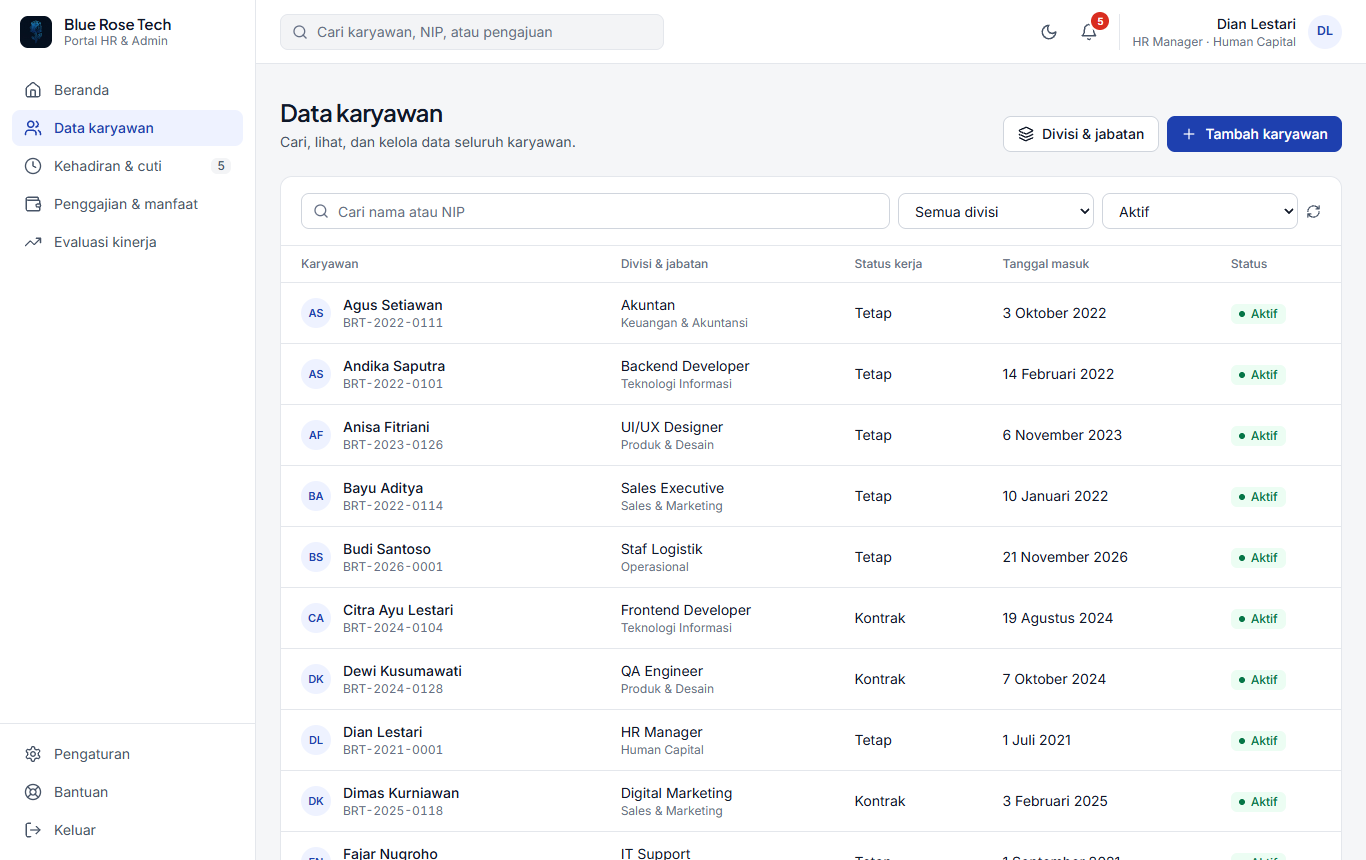 Blue Rose Tech
Portal HR & Admin
Cari karyawan, NIP, atau pengajuan
5
Dian Lestari
HR Manager · Human Capital
DL
Beranda
Data karyawan
Kehadiran & cuti
5
Penggajian & manfaat
Evaluasi kinerja
Pengaturan
Bantuan
Keluar
Data karyawan
Cari, lihat, dan kelola data seluruh karyawan.
Divisi & jabatan
Tambah karyawan
Cari nama atau NIP
Semua divisi
Aktif
Karyawan Divisi & jabatan Status kerja Tanggal masuk Status
AS Agus Setiawan Akuntan Tetap 3 Oktober 2022 Aktif
BRT-2022-0111 Keuangan & Akuntansi
AS Andika Saputra Backend Developer Tetap 14 Februari 2022 Aktif
BRT-2022-0101 Teknologi Informasi
AF Anisa Fitriani UI/UX Designer Tetap 6 November 2023 Aktif
BRT-2023-0126 Produk & Desain
BA Bayu Aditya Sales Executive Tetap 10 Januari 2022 Aktif
BRT-2022-0114 Sales & Marketing
BS Budi Santoso Staf Logistik Tetap 21 November 2026 Aktif
BRT-2026-0001 Operasional
CA Citra Ayu Lestari Frontend Developer Kontrak 19 Agustus 2024 Aktif
BRT-2024-0104 Teknologi Informasi
DK Dewi Kusumawati QA Engineer Kontrak 7 Oktober 2024 Aktif
BRT-2024-0128 Produk & Desain
DL Dian Lestari HR Manager Tetap 1 Juli 2021 Aktif
BRT-2021-0001 Human Capital
DK Dimas Kurniawan Digital Marketing Kontrak 3 Februari 2025 Aktif
BRT-2025-0118 Sales & Marketing
Fajar Nugroho IT Support